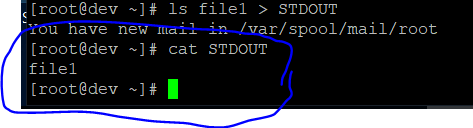 [root@dev ~]# ls file1 > STDOUT
You have new mail in /var/spool/mail/root
[root@dev ~]# cat STDOUT
file1
[root@dev ~]#